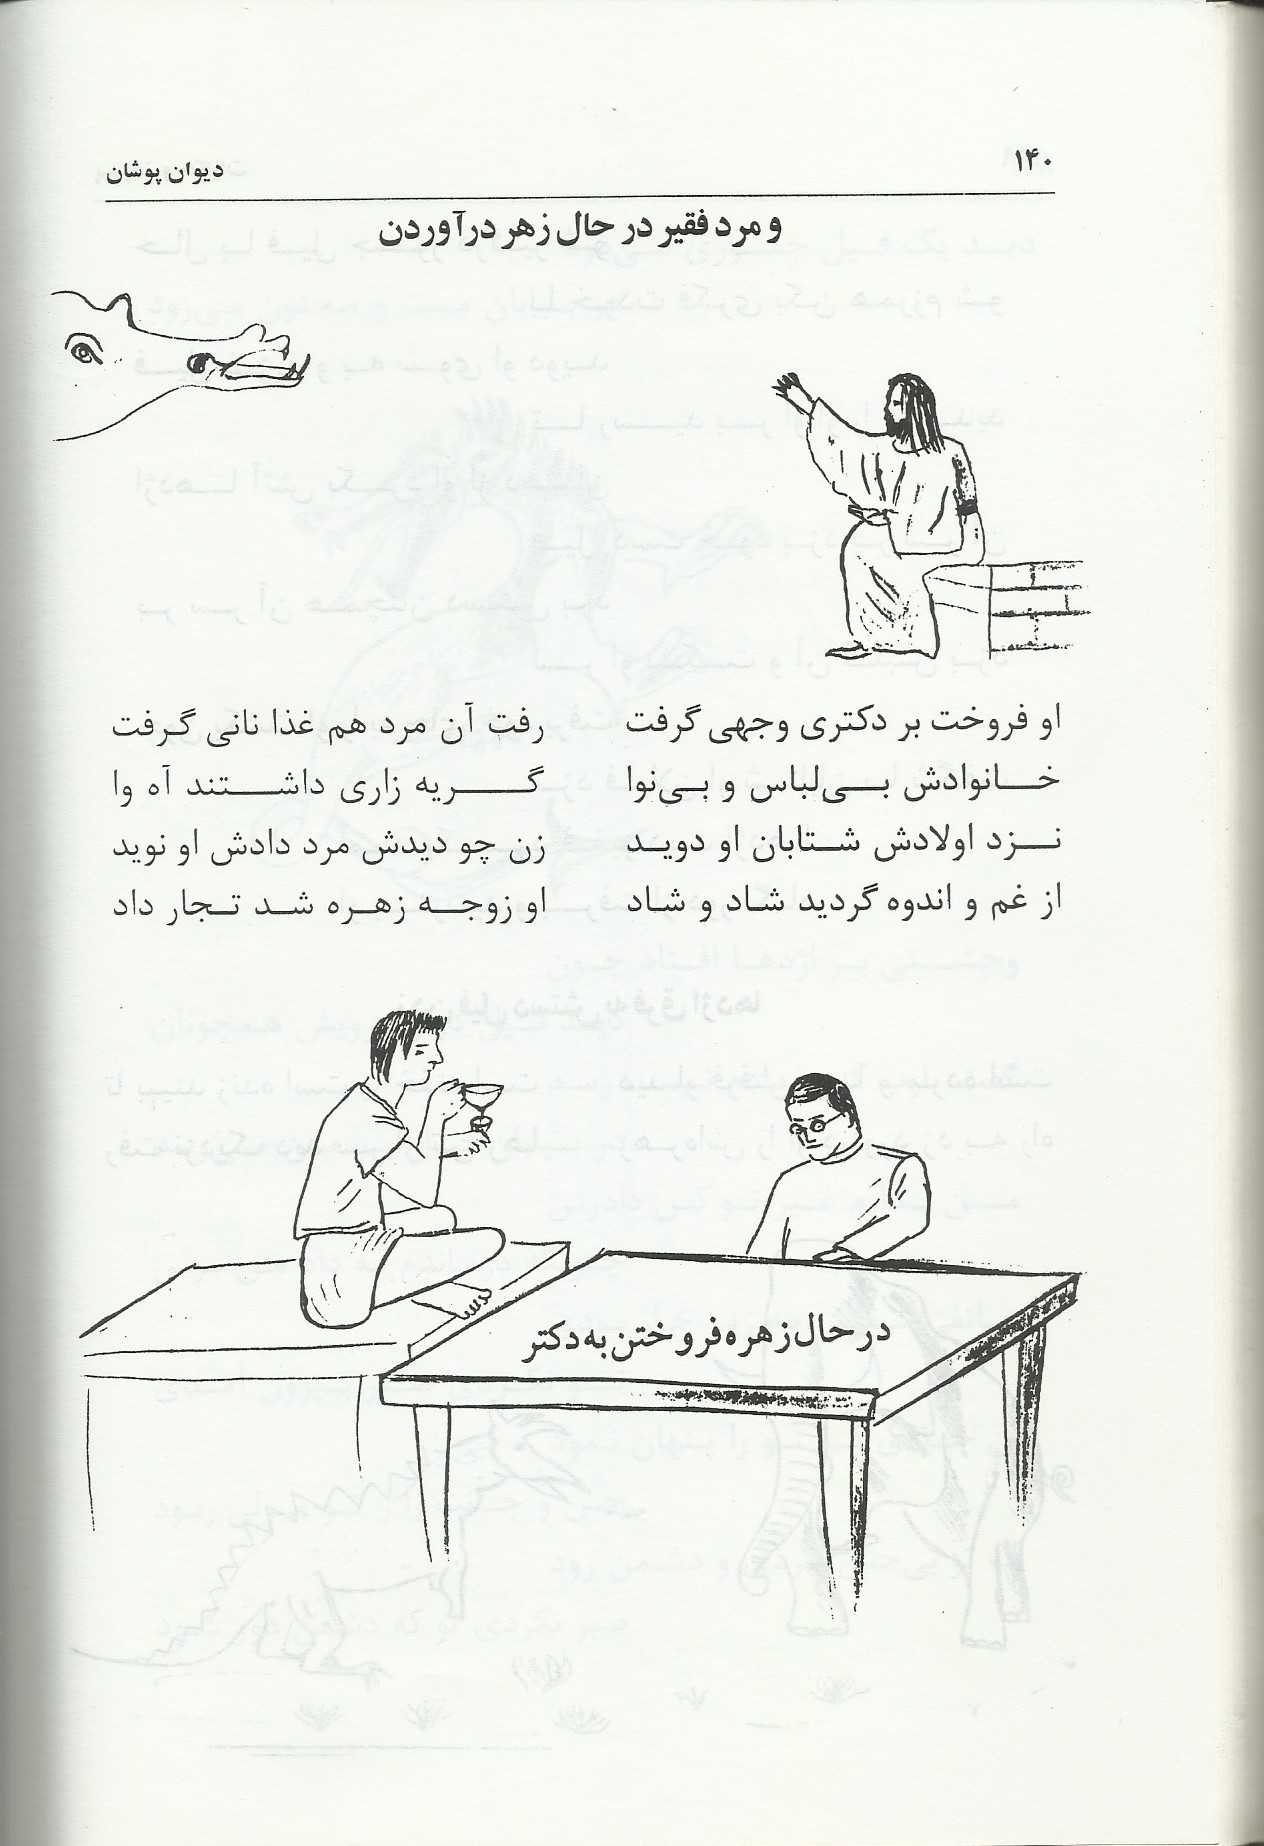 ۱۴۰
دیوان پوشان
و مرد فقیر در حال زهر درآوردن
او فروخت بر دکتری وجهی گرفت رفت آن مرد هم غذا نانی گرفت
خانوادش بی‌لباس و بی‌نوا گریه زاری داشتند آه وا
نزد اولادش شتابان او دوید زن چو دیدش مرد دادش او نوید
از غم و اندوه گردید شاد و شاد او زوجه زهره شد تجار داد
در حال زهره فروختن به دکتر